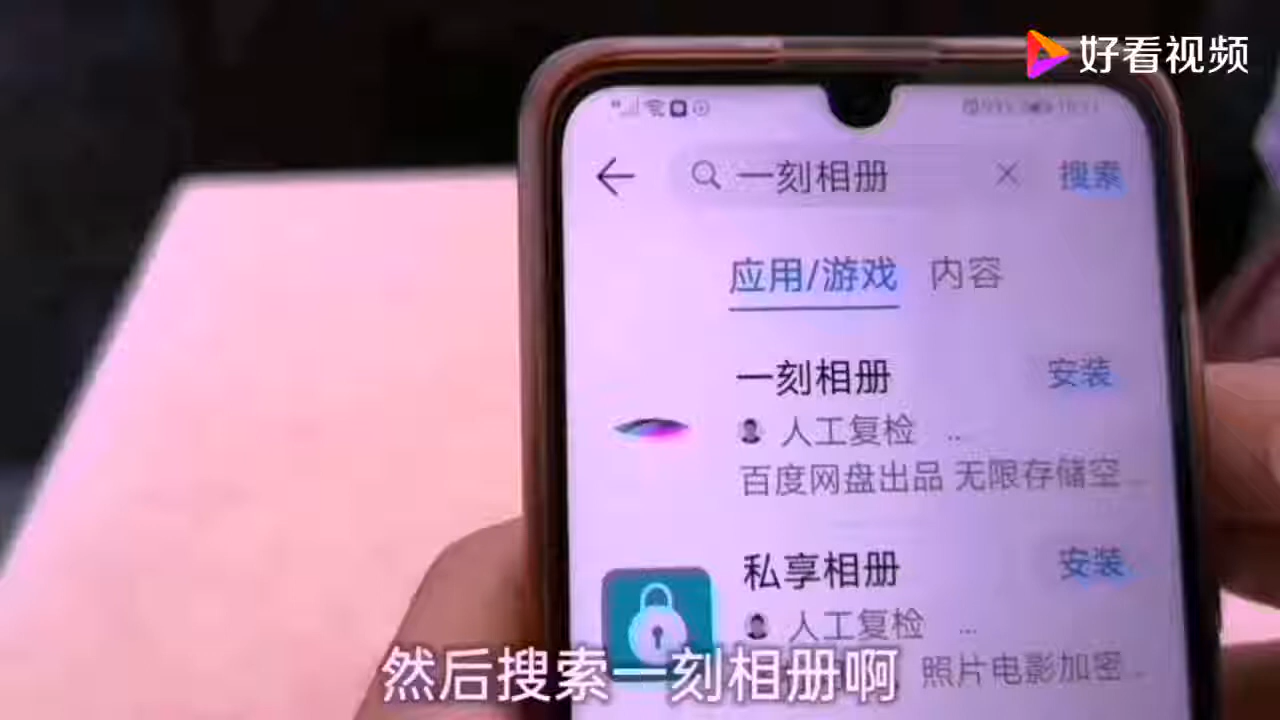 好看视频
一刻相册
搜索
应用/游戏 内容
一刻相册
安装
人工复检 ..
百度网盘出品 无限存储空...
私享相册
安装
人工复检 ...
照片电影加密...
然后搜索一刻相册啊